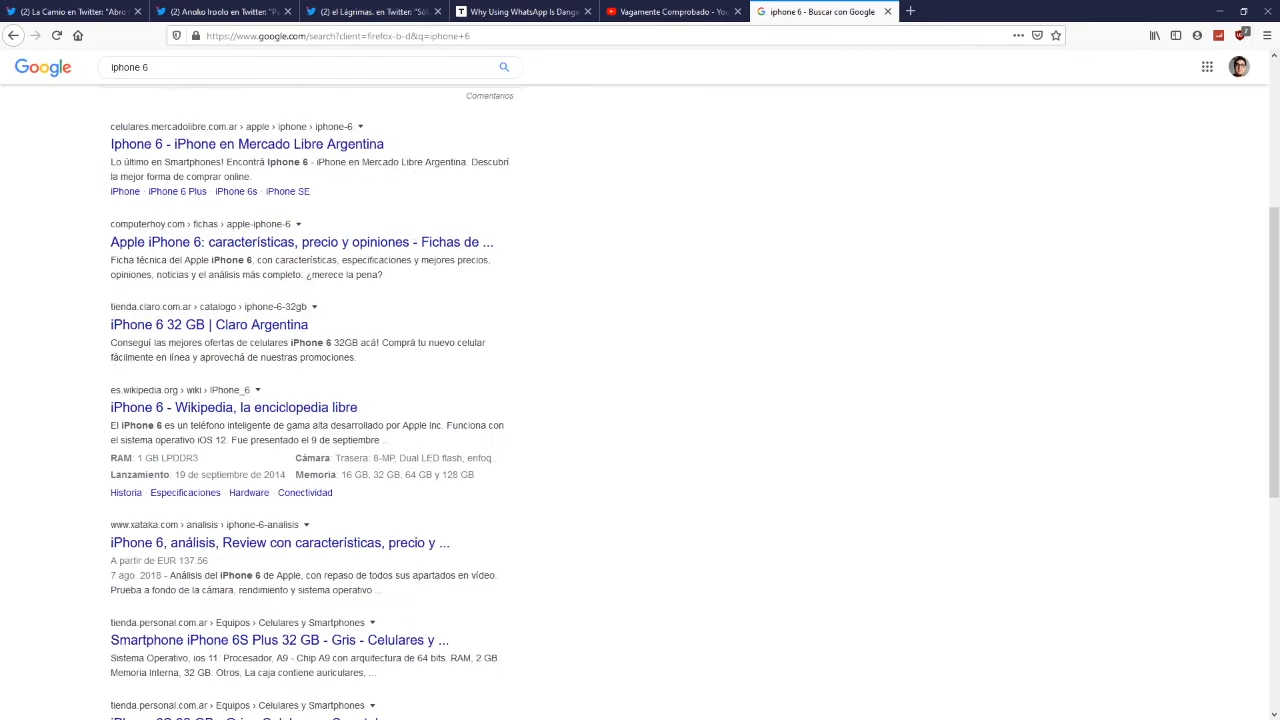 (2) La Camio en Twitter: "Abro
(2) Anoko Iroolo en Twitter: "Pa
(2) el Lágrimas. en Twitter: "Sól
Why Using WhatsApp Is Dange
Vagamente Comprobado - You
iphone 6 - Buscar con Google
https://www.google.com/search?client=firefox-b-d&q=iphone+6
Google
iphone 6
Comentarios
celulares.mercadolibre.com.ar › apple › iphone › iphone-6
Iphone 6 - iPhone en Mercado Libre Argentina
Lo último en Smartphones! Encontrá Iphone 6 - iPhone en Mercado Libre Argentina. Descubrí
la mejor forma de comprar online.
iPhone · iPhone 6 Plus · iPhone 6s · iPhone SE
computerhoy.com › fichas › apple-iphone-6
Apple iPhone 6: características, precio y opiniones - Fichas de ...
Ficha técnica del Apple iPhone 6, con características, especificaciones y mejores precios,
opiniones, noticias y el análisis más completo: ¿merece la pena?
tienda.claro.com.ar › catalogo › iphone-6-32gb
iPhone 6 32 GB | Claro Argentina
Conseguí las mejores ofertas de celulares iPhone 6 32GB acá! Comprá tu nuevo celular
fácilmente en línea y aprovechá de nuestras promociones.
es.wikipedia.org › wiki › IPhone_6
iPhone 6 - Wikipedia, la enciclopedia libre
El iPhone 6 es un teléfono inteligente de gama alta desarrollado por Apple Inc. Funciona con
el sistema operativo iOS 12. Fue presentado el 9 de septiembre ...
RAM: 1 GB LPDDR3 Cámara: Trasera: 8-MP, Dual LED flash, enfoq.
Lanzamiento: 19 de septiembre de 2014 Memoria: 16 GB, 32 GB, 64 GB y 128 GB
Historia · Especificaciones · Hardware · Conectividad
www.xataka.com › analisis › iphone-6-analisis
iPhone 6, análisis, Review con características, precio y ...
A partir de EUR 137.56
7 ago. 2018 - Análisis del iPhone 6 de Apple, con repaso de todos sus apartados en vídeo.
Prueba a fondo de la cámara, rendimiento y sistema operativo ...
tienda.personal.com.ar › Equipos › Celulares y Smartphones
Smartphone iPhone 6S Plus 32 GB - Gris - Celulares y ...
Sistema Operativo, ios 11. Procesador, A9 - Chip A9 con arquitectura de 64 bits. RAM, 2 GB.
Memoria Interna, 32 GB. Otros, La caja contiene auriculares, ...
tienda.personal.com.ar › Equipos › Celulares y Smartphones